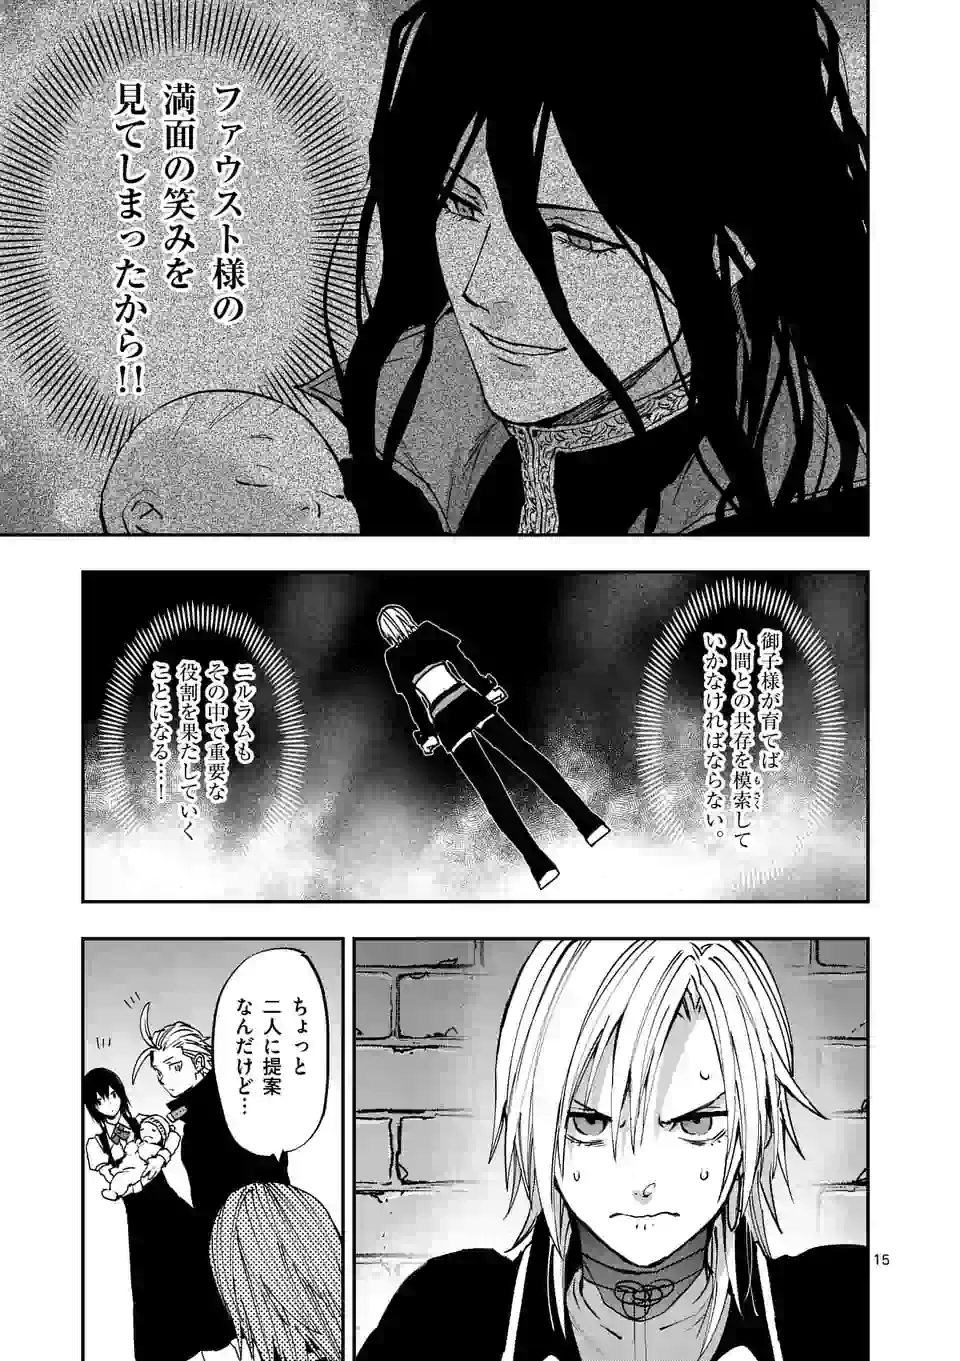 ファウスト様の
満面の笑みを
見てしまったから!!
御子様が育てば
人間との共存を模索して
もさく
いかなければならない。
ニルラムも
その中で重要な
役割を果たしていく
ことになる…!
ちょっと
二人に提案
なんだけど…
15